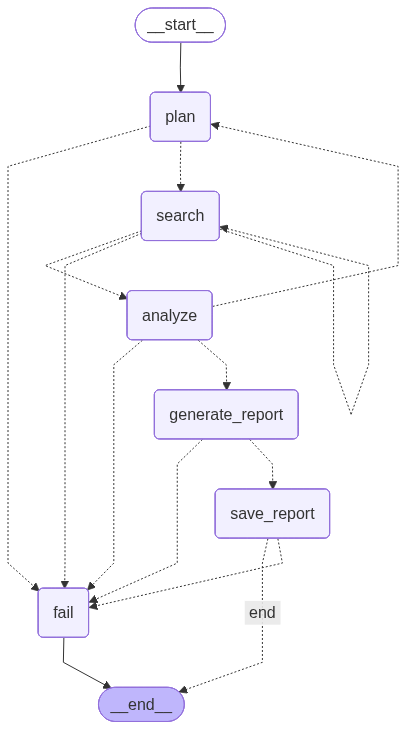 __start__
plan
search
analyze
generate_report
save_report
end
fail
__end__